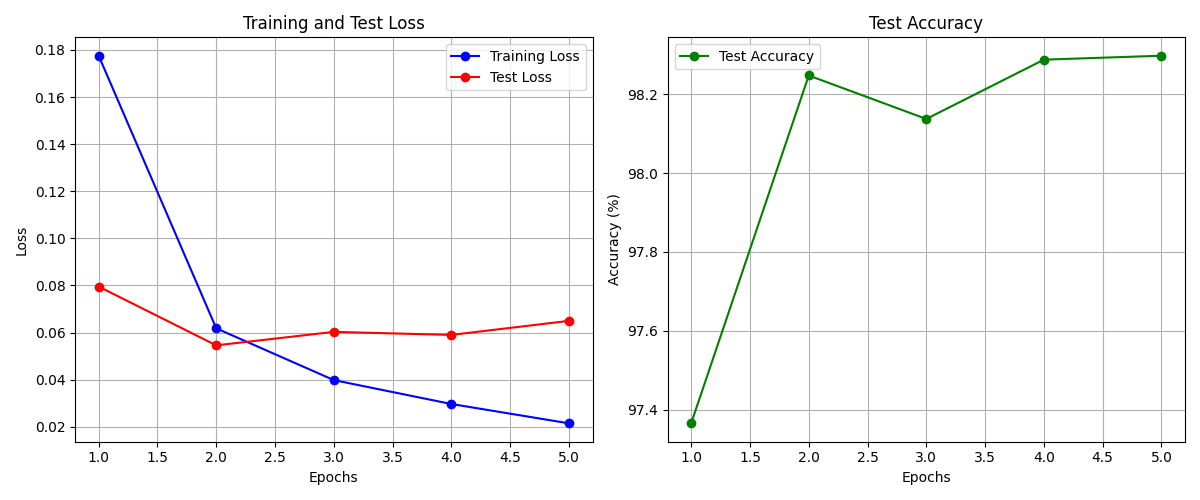 Training and Test Loss
Training Loss
Test Loss
0.18
0.16
0.14
0.12
0.10
0.08
0.06
0.04
0.02
Loss
1.0 1.5 2.0 2.5 3.0 3.5 4.0 4.5 5.0
Epochs
Test Accuracy
Test Accuracy
98.2
98.0
97.8
97.6
97.4
Accuracy (%)
1.0 1.5 2.0 2.5 3.0 3.5 4.0 4.5 5.0
Epochs